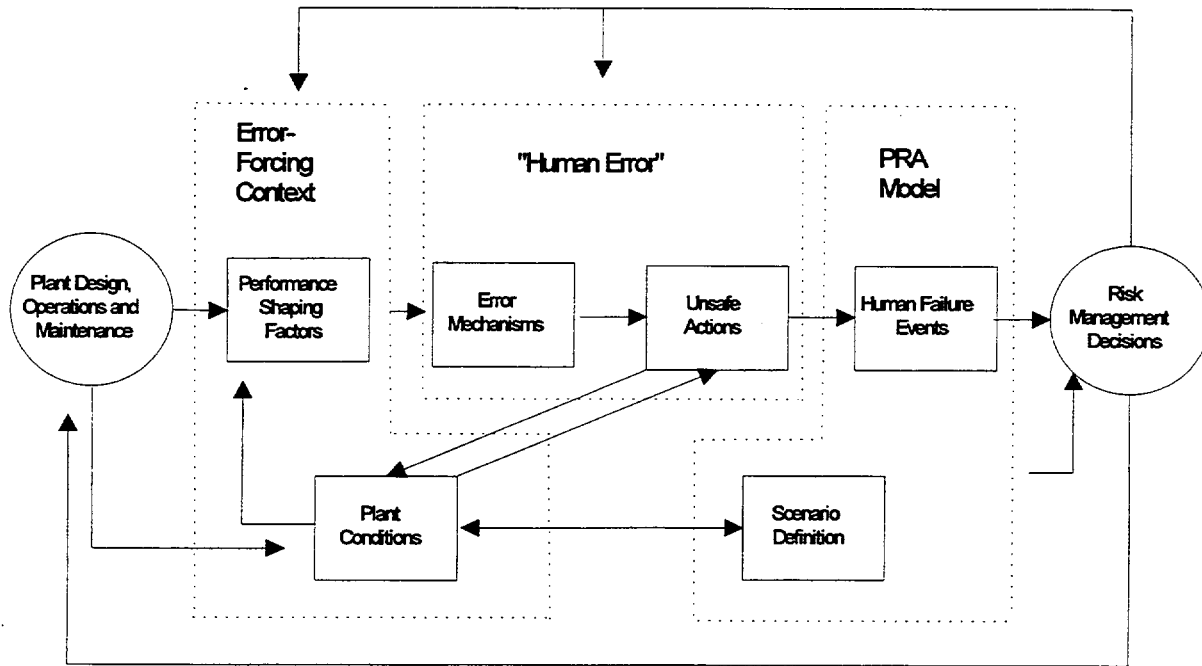 Error-
Forcing
Context
"Human Error"
PRA
Model
Plant Design,
Operations and
Maintenance
Performance
Shaping
Factors
Error
Mechanisms
Unsafe
Actions
Human Failure
Events
Risk
Management
Decisions
Plant
Conditions
Scenario
Definition